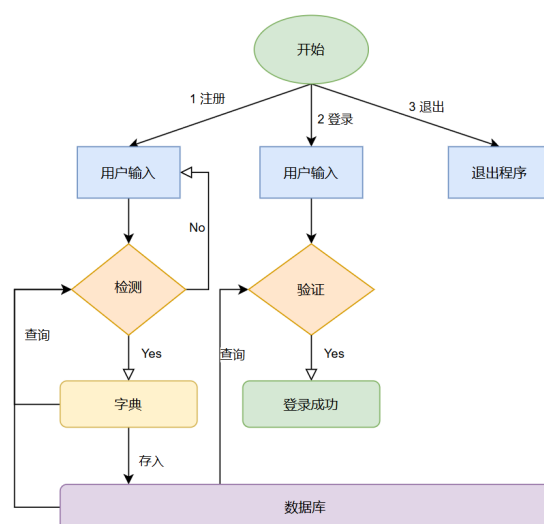 开始
1 注册
2 登录
3 退出
用户输入
用户输入
退出程序
No
检测
验证
查询
Yes
查询
Yes
字典
登录成功
存入
数据库